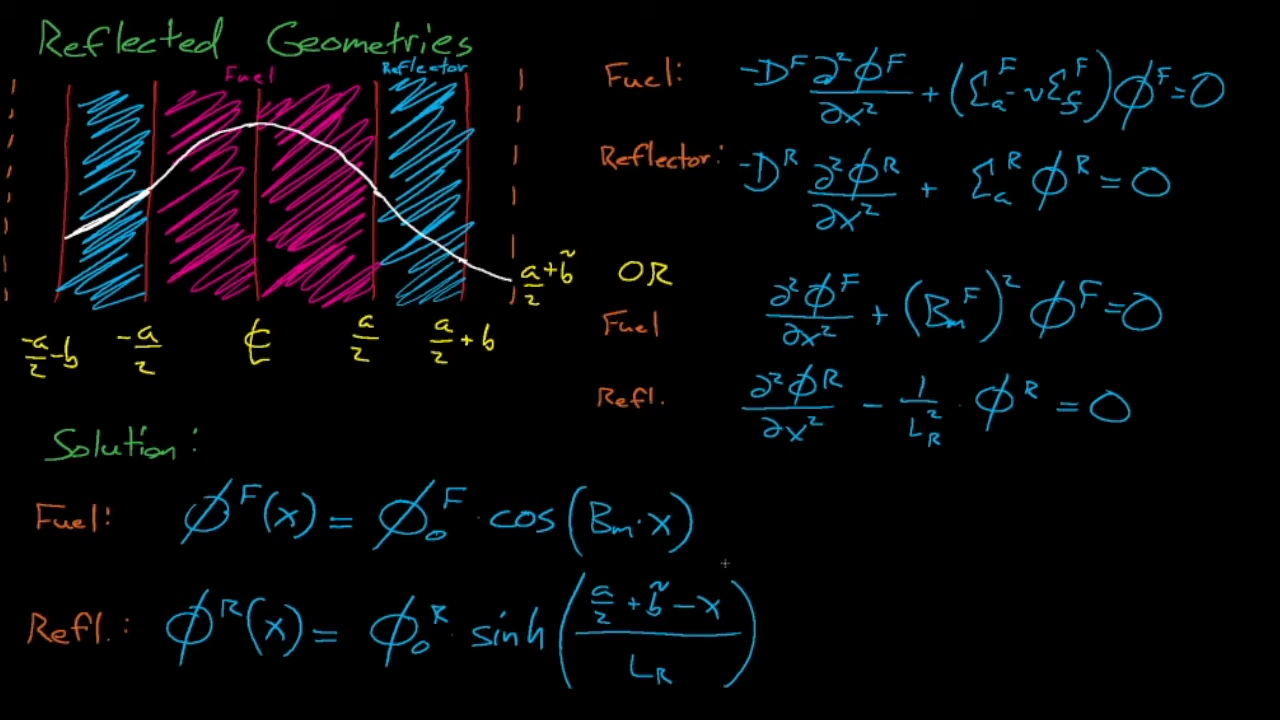 Reflected Geometries
Fuel
Reflector
-a/2 - b
-a/2
℄
a/2
a/2 + b
a/2 + b̃
Fuel: -D^F ∂²ϕ^F/∂x² + (Σ_a^F - νΣ_f^F)ϕ^F = 0
Reflector: -D^R ∂²ϕ^R/∂x² + Σ_a^R ϕ^R = 0
OR
Fuel ∂²ϕ^F/∂x² + (B_m^F)² ϕ^F = 0
Refl. ∂²ϕ^R/∂x² - 1/L_R² · ϕ^R = 0
Solution:
Fuel: ϕ^F(x) = ϕ_0^F · cos(B_m · x)
Refl.: ϕ^R(x) = ϕ_0^R · sinh((a/2 + b̃ - x)/L_R)